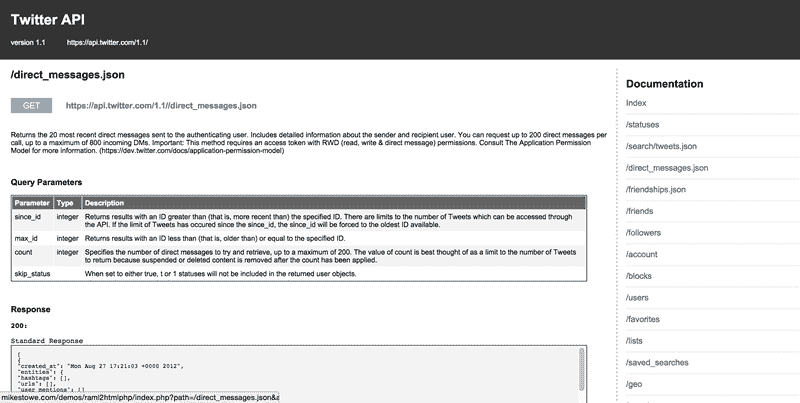 Twitter API
version 1.1 https://api.twitter.com/1.1/
/direct_messages.json
GET https://api.twitter.com/1.1//direct_messages.json
Returns the 20 most recent direct messages sent to the authenticating user. Includes detailed information about the sender and recipient user. You can request up to 200 direct messages per
call, up to a maximum of 800 incoming DMs. Important: This method requires an access token with RWD (read, write & direct message) permissions. Consult The Application Permission
Model for more information. (https://dev.twitter.com/docs/application-permission-model)
Query Parameters
Parameter Type Description
since_id integer Returns results with an ID greater than (that is, more recent than) the specified ID. There are limits to the number of Tweets which can be accessed through
the API. If the limit of Tweets has occured since the since_id, the since_id will be forced to the oldest ID available.
max_id integer Returns results with an ID less than (that is, older than) or equal to the specified ID.
count integer Specifies the number of direct messages to try and retrieve, up to a maximum of 200. The value of count is best thought of as a limit to the number of Tweets
to return because suspended or deleted content is removed after the count has been applied.
skip_status When set to either true, t or 1 statuses will not be included in the returned user objects.
Response
200:
Standard Response
[
{
"created_at": "Mon Aug 27 17:21:03 +0000 2012",
"entities": {
"hashtags": [],
"urls": [],
"user_mentions": []
mikestowe.com/demos/raml2htmlphp/index.php?path=/direct_messages.json&a
Documentation
Index
/statuses
/search/tweets.json
/direct_messages.json
/friendships.json
/friends
/followers
/account
/blocks
/users
/favorites
/lists
/saved_searches
/geo